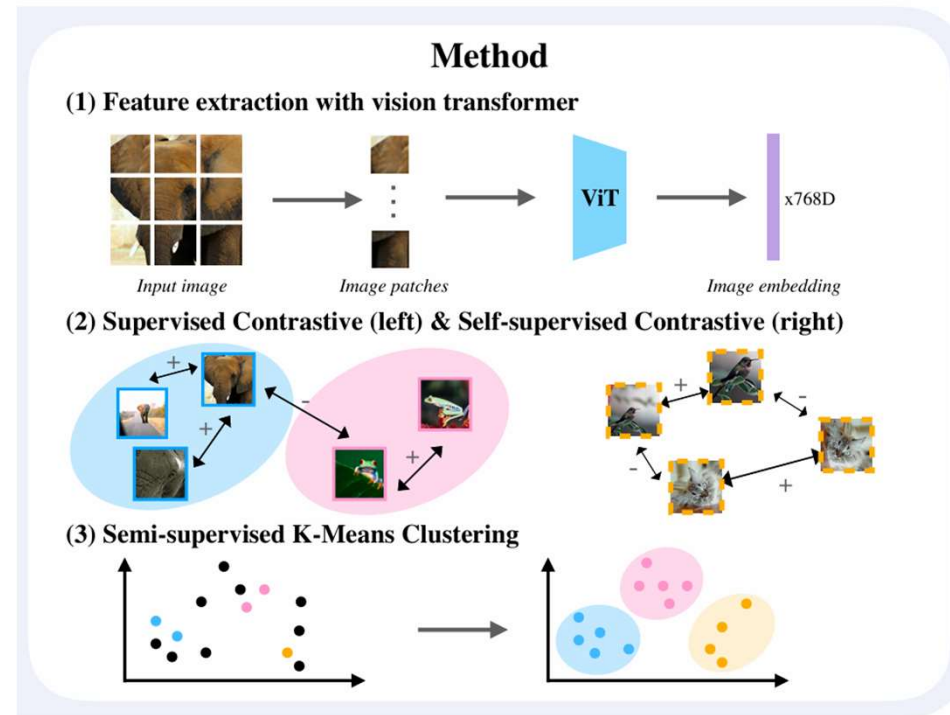 Method
(1) Feature extraction with vision transformer
ViT
x768D
Input image
Image patches
Image embedding
(2) Supervised Contrastive (left) & Self-supervised Contrastive (right)
+
+
-
+
+
-
-
+
(3) Semi-supervised K-Means Clustering